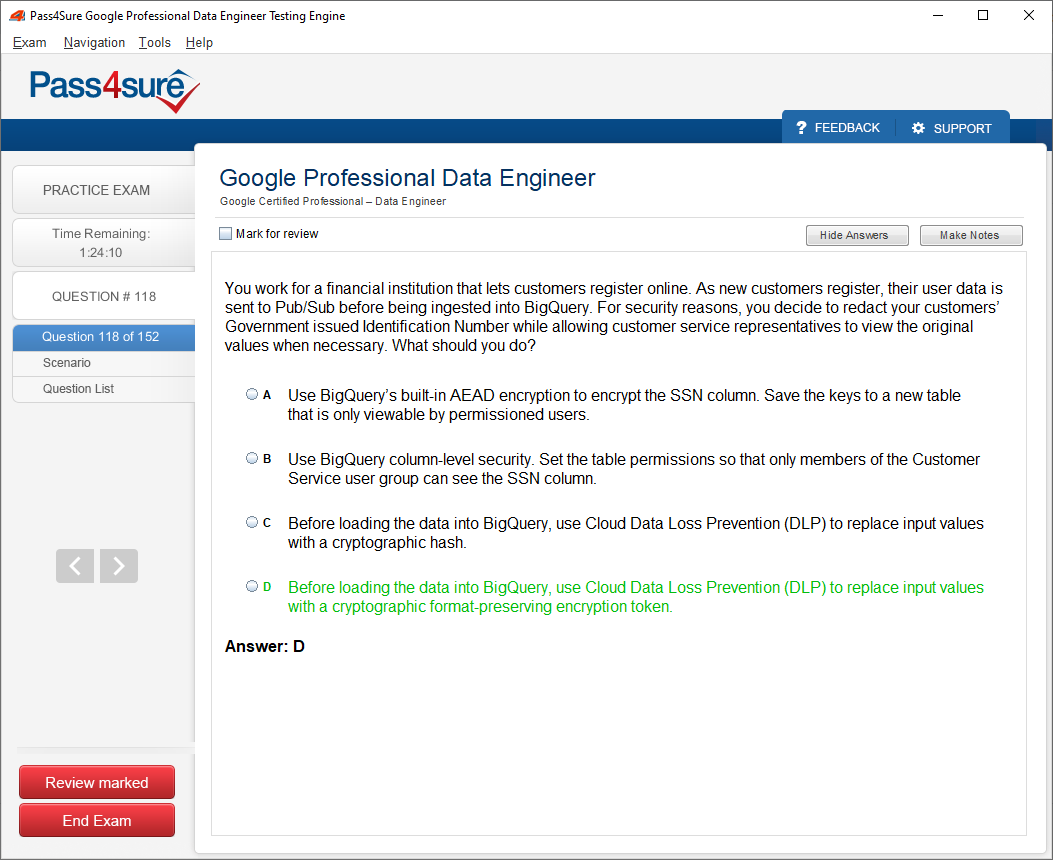 Pass4Sure Google Professional Data Engineer Testing Engine
Exam Navigation Tools Help
Pass4sure
? FEEDBACK SUPPORT
PRACTICE EXAM
Time Remaining:
1:24:10
QUESTION # 118
Question 118 of 152
Scenario
Question List
Review marked
End Exam
Google Professional Data Engineer
Google Certified Professional – Data Engineer
Mark for review
Hide Answers Make Notes
You work for a financial institution that lets customers register online. As new customers register, their user data is
sent to Pub/Sub before being ingested into BigQuery. For security reasons, you decide to redact your customers’
Government issued Identification Number while allowing customer service representatives to view the original
values when necessary. What should you do?
A Use BigQuery’s built-in AEAD encryption to encrypt the SSN column. Save the keys to a new table
that is only viewable by permissioned users.
B Use BigQuery column-level security. Set the table permissions so that only members of the Customer
Service user group can see the SSN column.
C Before loading the data into BigQuery, use Cloud Data Loss Prevention (DLP) to replace input values
with a cryptographic hash.
D Before loading the data into BigQuery, use Cloud Data Loss Prevention (DLP) to replace input values
with a cryptographic format-preserving encryption token.
Answer: D